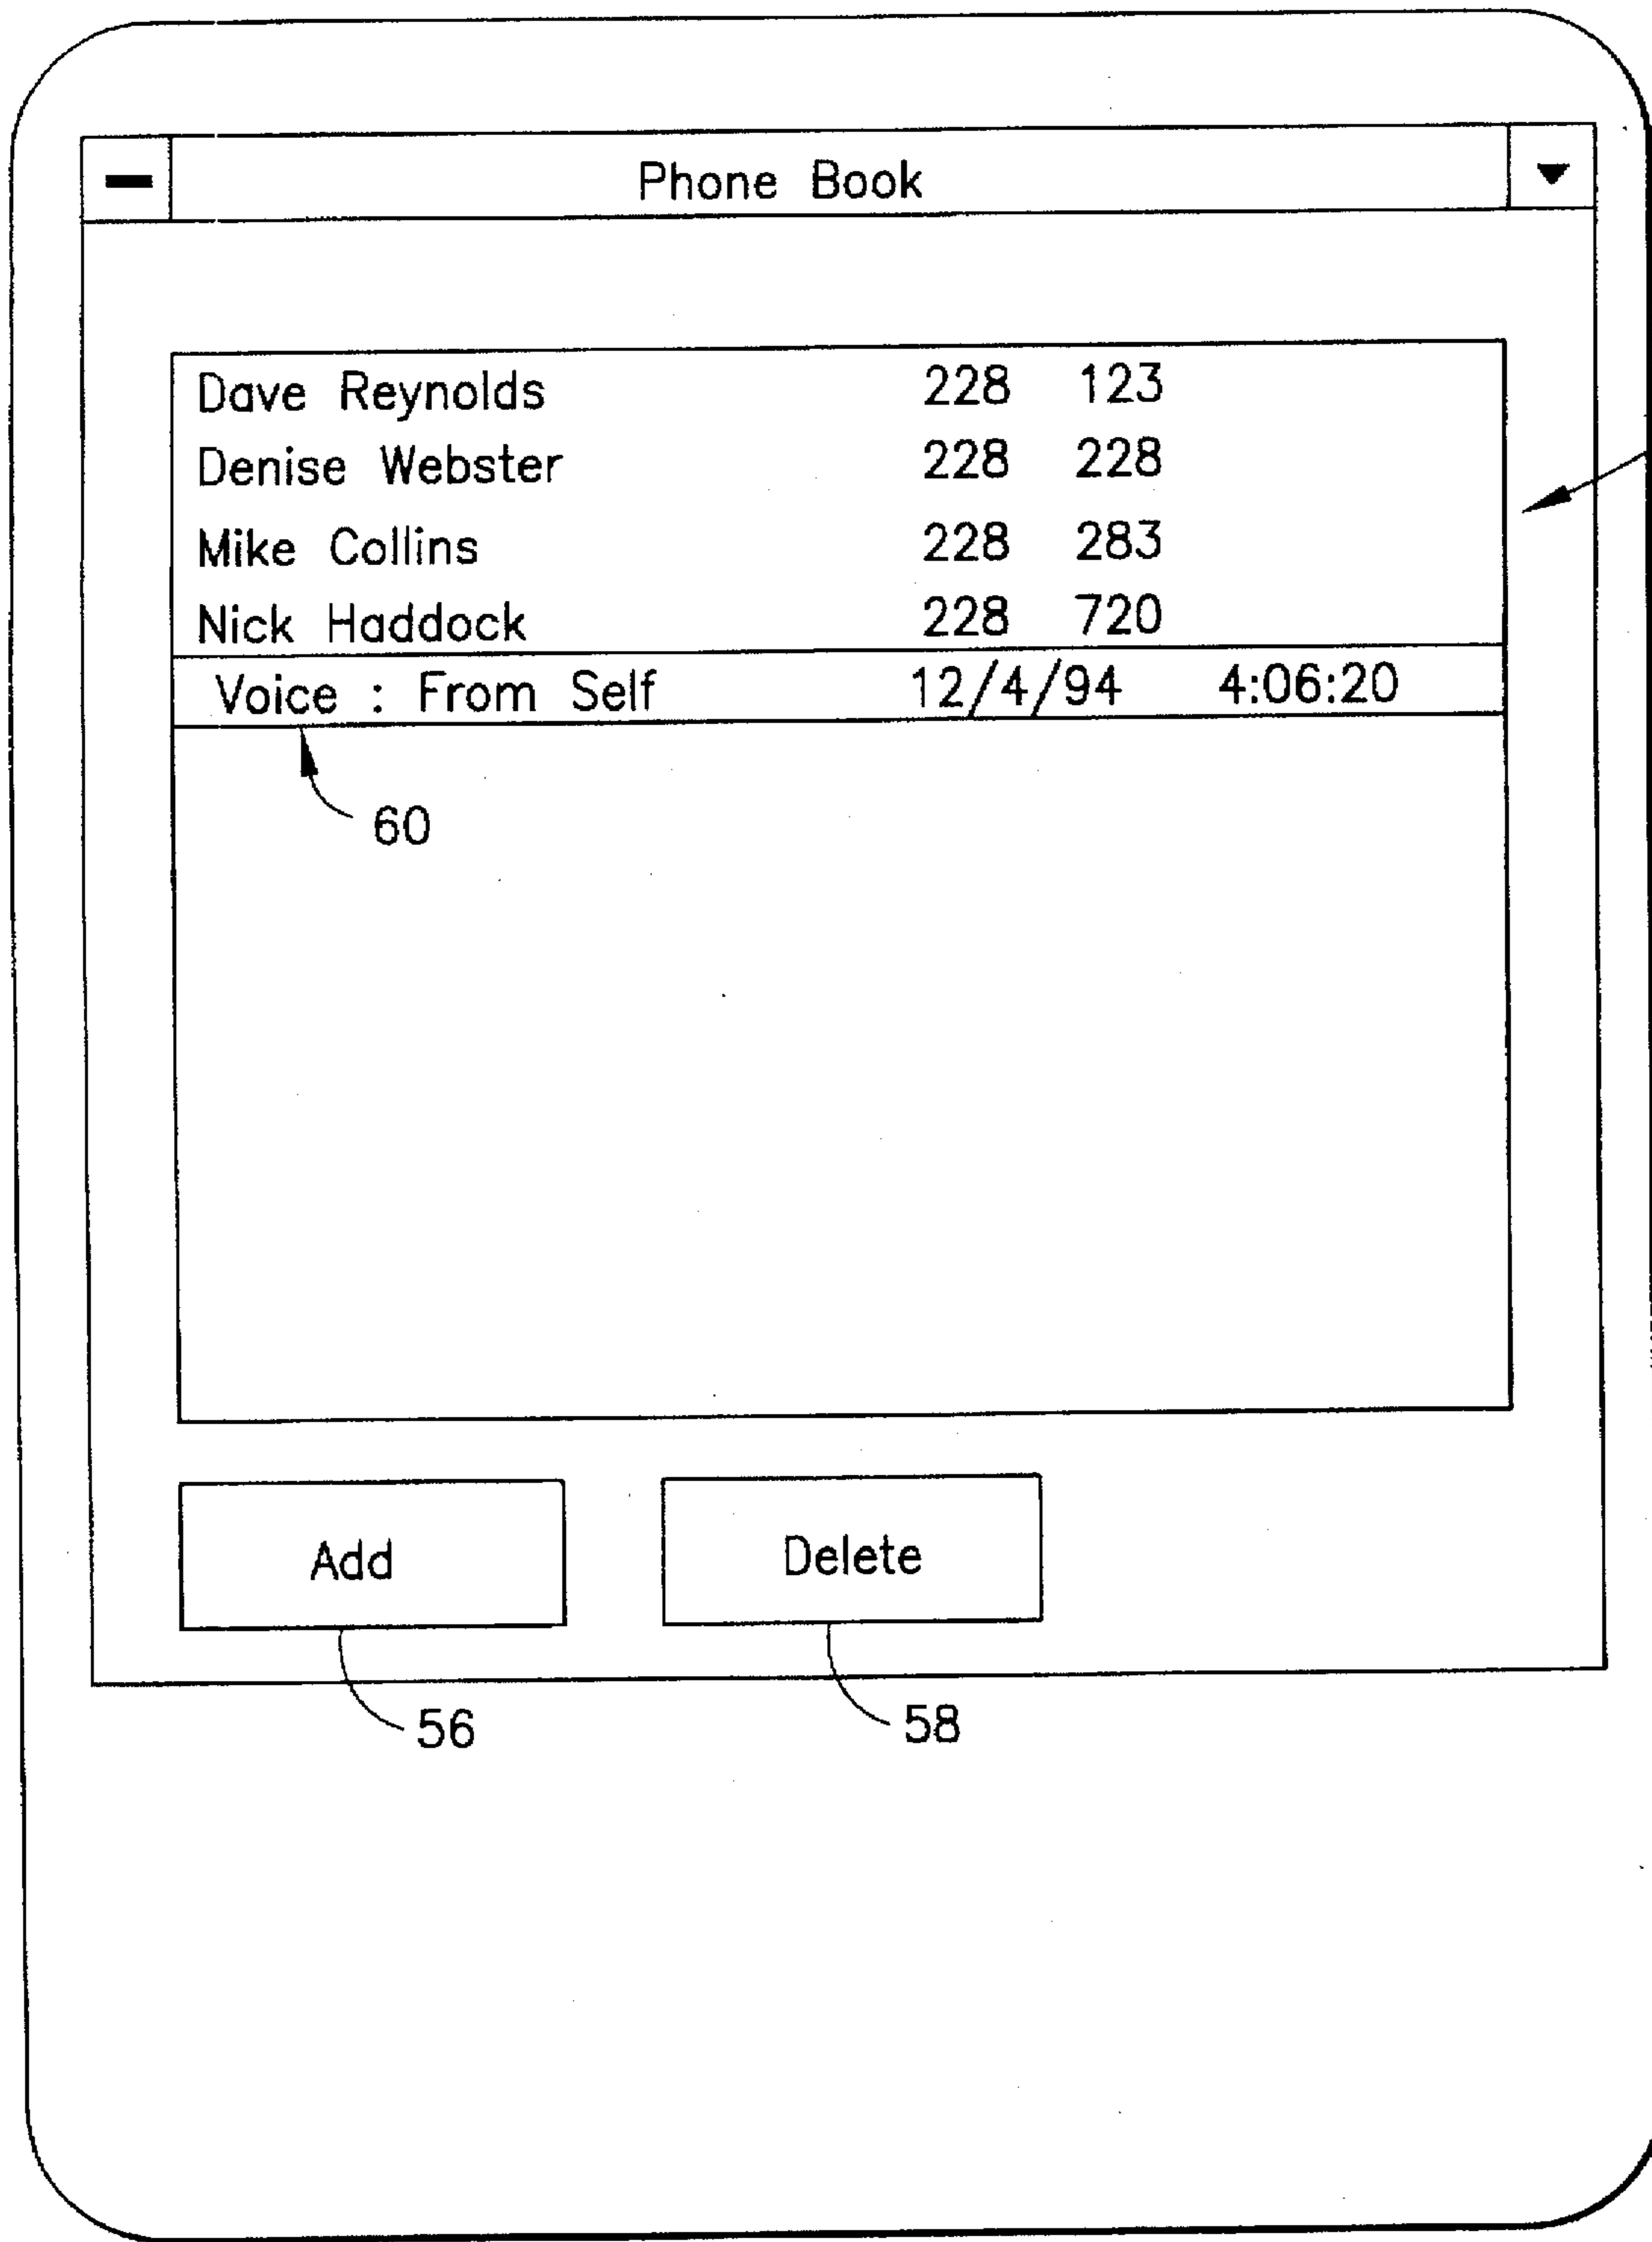 Phone Book
Dave Reynolds 228 123
Denise Webster 228 228
Mike Collins 228 283
Nick Haddock 228 720
Voice : From Self 12/4/94 4:06:20
60
Add Delete
56 58